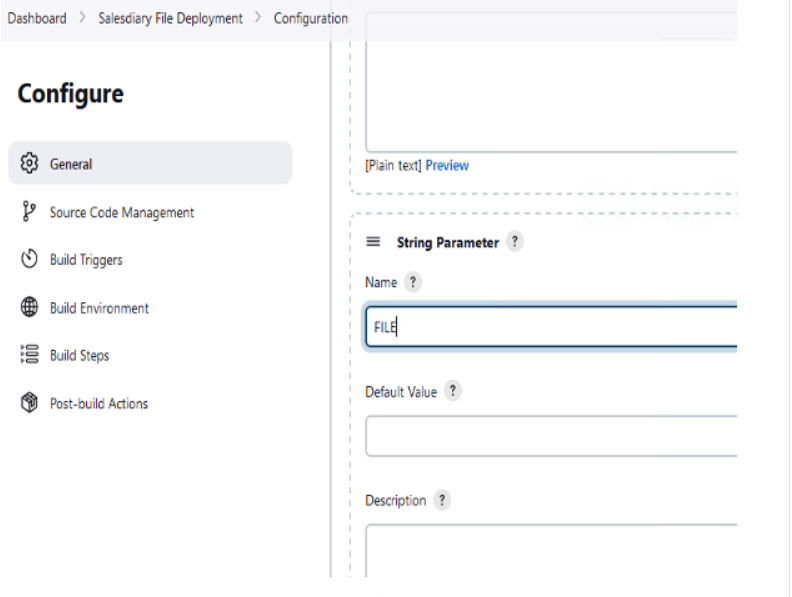 Dashboard > Salesdiary File Deployment > Configuration
Configure
General
Source Code Management
Build Triggers
Build Environment
Build Steps
Post-build Actions
[Plain text] Preview
String Parameter ?
Name ?
FILE
Default Value ?
Description ?